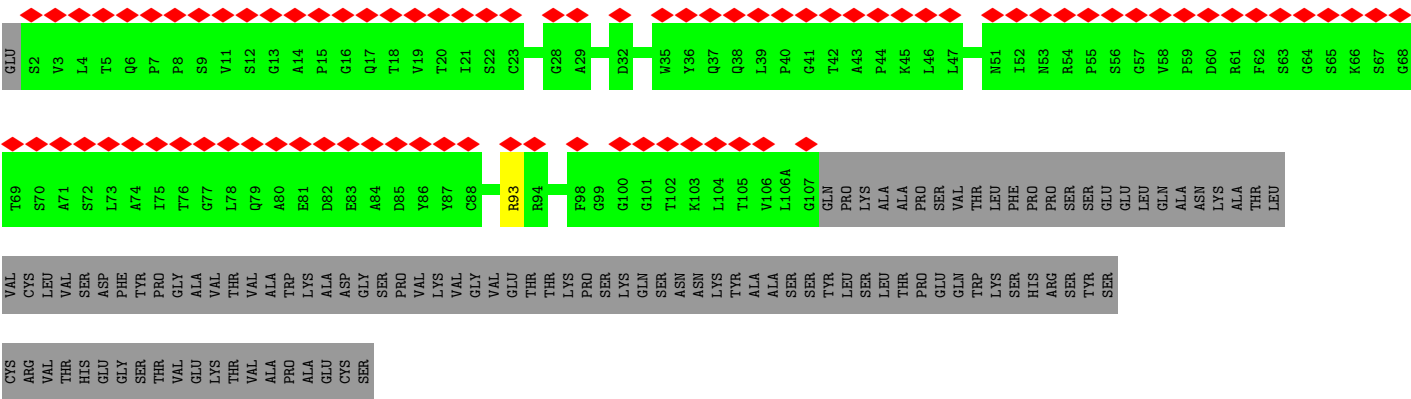 GLU S2 V3 L4 T5 Q6 P7 P8 S9 V11 S12 G13 A14 P15 G16 Q17 T18 V19 T20 I21 S22 C23 G28 A29 D32 W35 Y36 Q37 Q38 L39 P40 G41 T42 A43 P44 K45 L46 L47 N51 I52 N53 R54 P55 S56 G57 V58 P59 D60 R61 F62 S63 G64 S65 K66 S67 G68
T69 S70 A71 S72 L73 A74 I75 T76 G77 L78 Q79 A80 E81 D82 E83 A84 D85 Y86 Y87 C88 R93 R94 F98 G99 G100 G101 T102 K103 L104 T105 V106 L106A G107 GLN PRO LYS ALA ALA PRO SER VAL THR LEU PHE PRO PRO SER SER GLU GLU LEU GLN ALA ASN LYS ALA THR LEU
VAL CYS LEU VAL SER ASP PHE TYR PRO GLY ALA VAL THR VAL ALA TRP LYS ALA ASP GLY SER PRO VAL LYS VAL GLY VAL GLU THR THR LYS PRO SER LYS GLN SER ASN ASN LYS TYR ALA ALA SER SER TYR LEU SER LEU THR PRO GLU GLN TRP LYS SER HIS ARG SER TYR SER
CYS ARG VAL THR HIS GLU GLY SER THR VAL GLU LYS THR VAL ALA PRO ALA GLU CYS SER